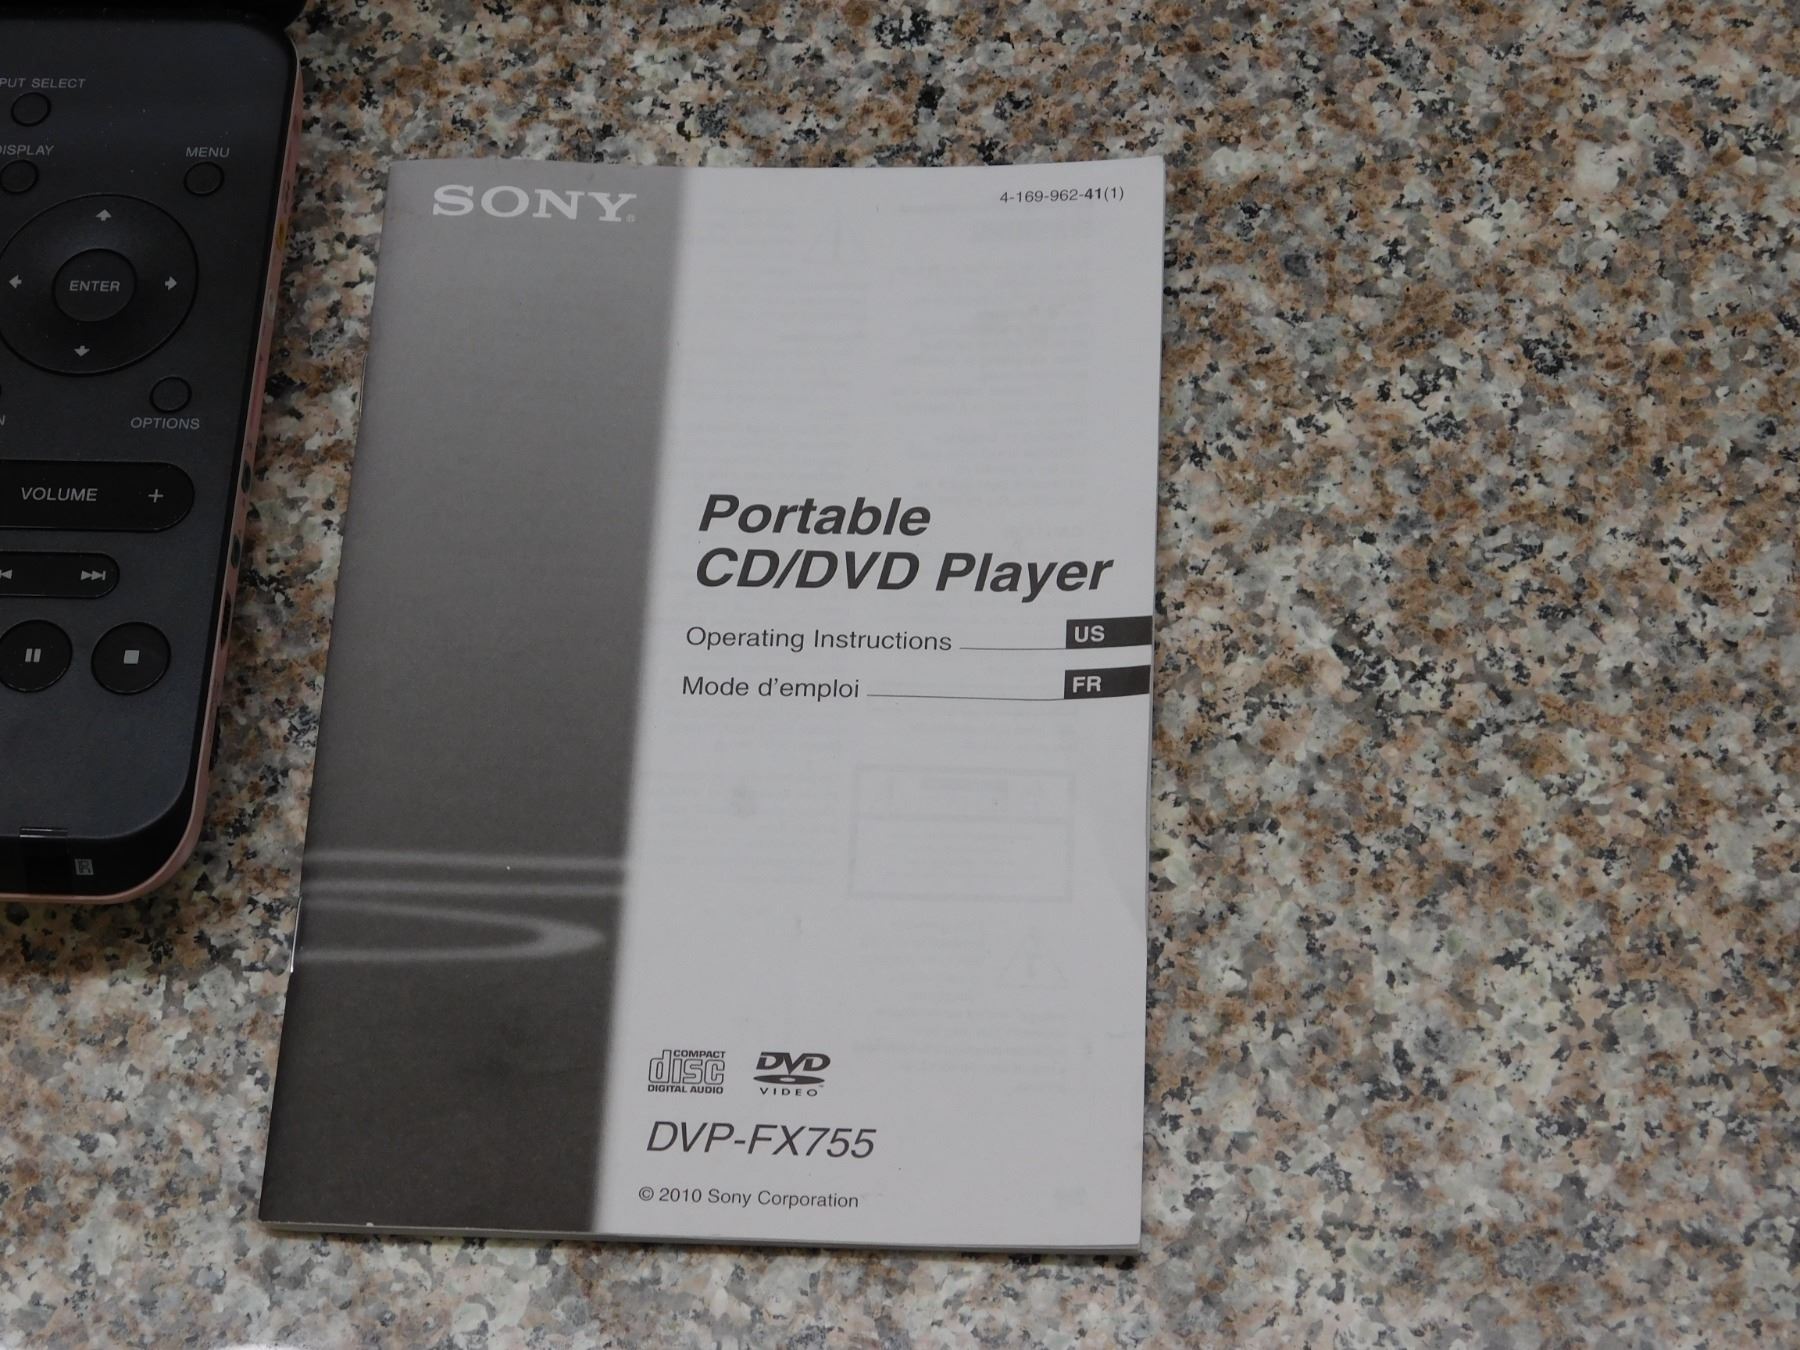 PUT SELECT
DISPLAY
MENU
ENTER
OPTIONS
VOLUME +
SONY®
4-169-962-41(1)
Portable
CD/DVD Player
Operating Instructions US
Mode d’emploi FR
COMPACT
disc
DIGITAL AUDIO
DVD
VIDEO™
DVP-FX755
© 2010 Sony Corporation